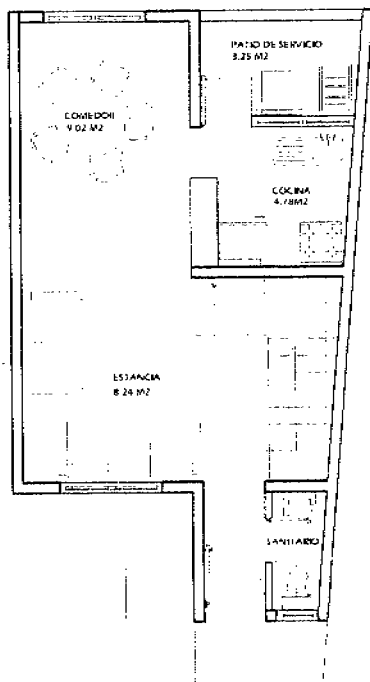 PATIO DE SERVICIO
3.25 M2
COMEDOR
9.02 M2
COCINA
4.78M2
ESTANCIA
8.24 M2
SANITARIO